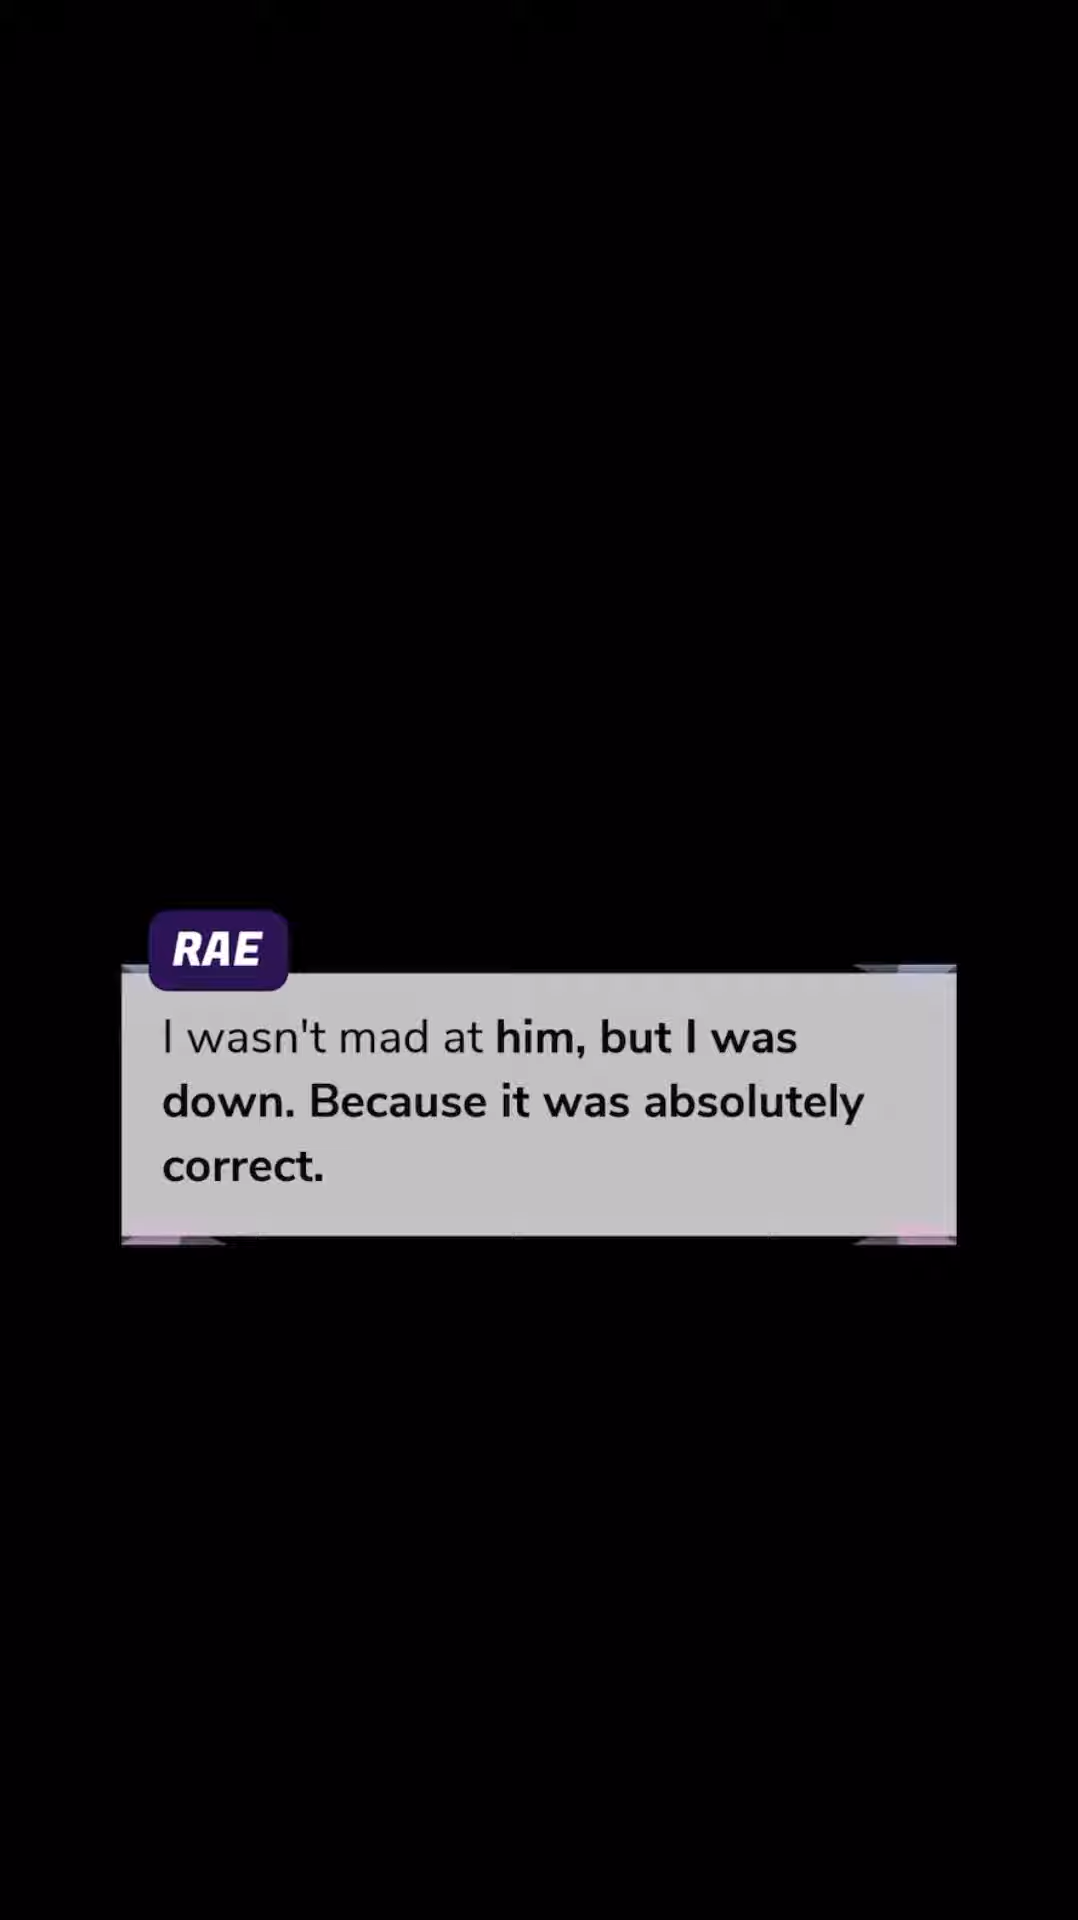 RAE
I wasn't mad at him, but I was
down. Because it was absolutely
correct.